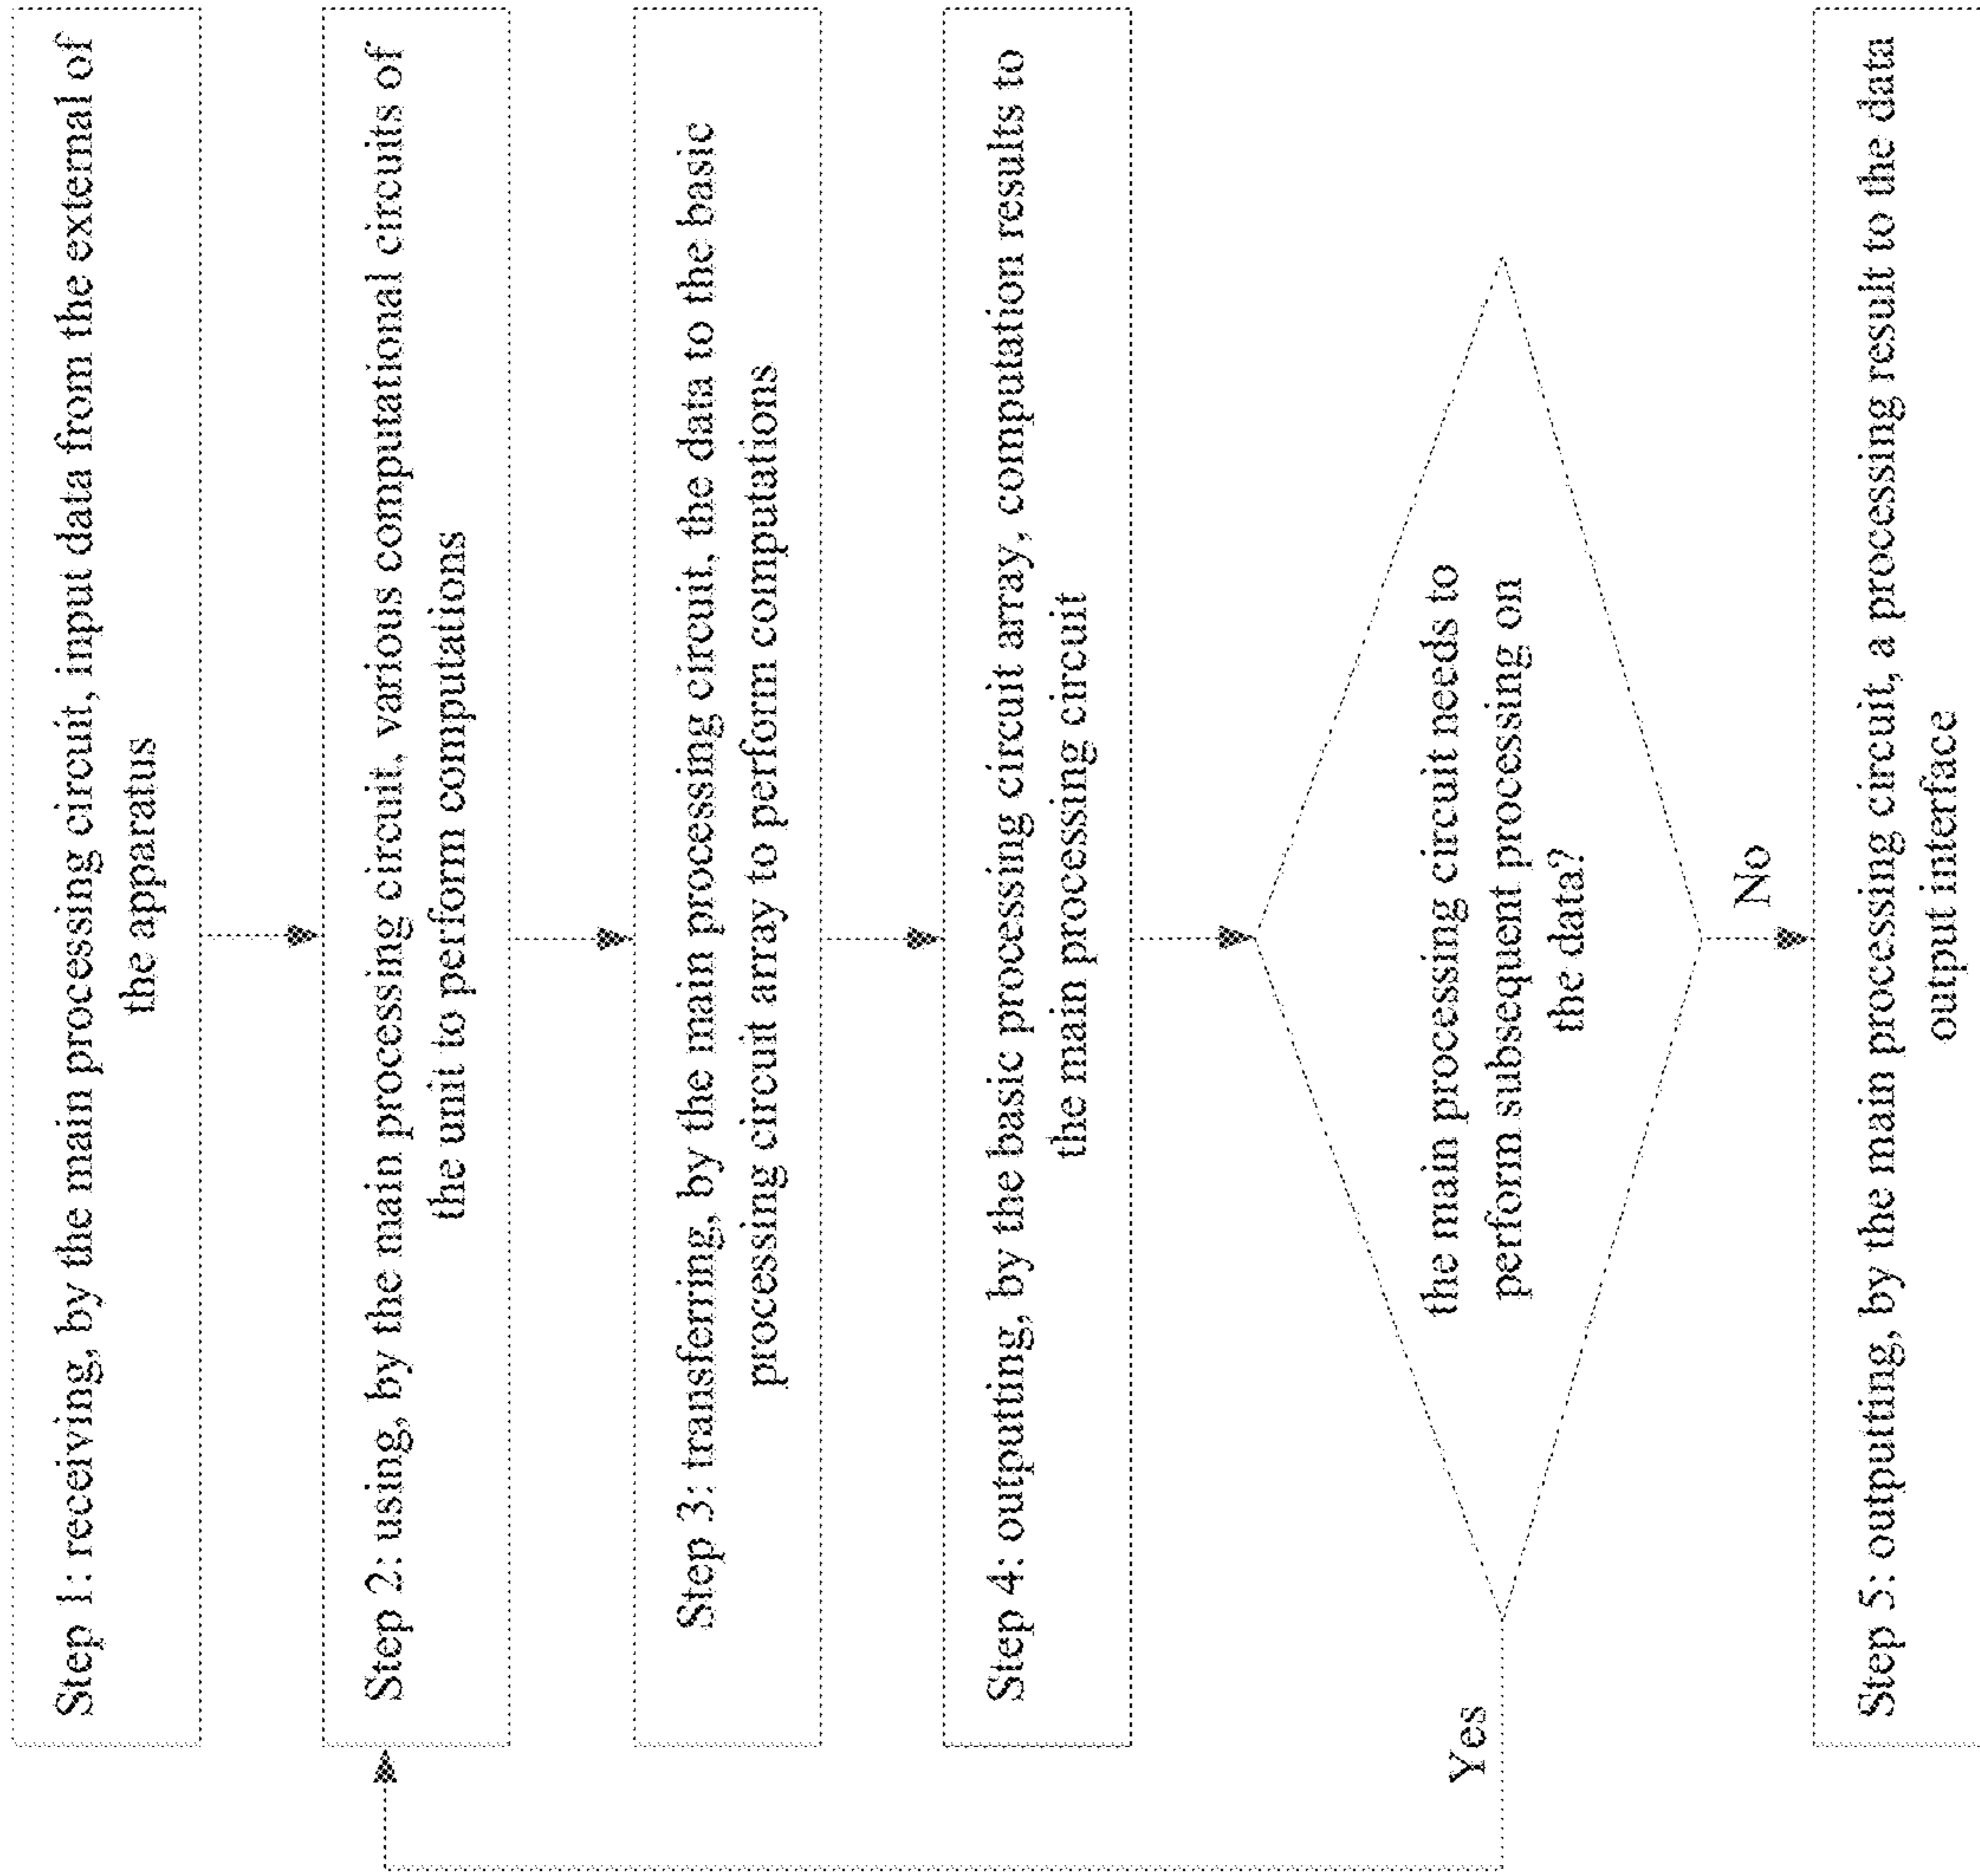 Step 1: receiving, by the main processing circuit, input data from the external of
the apparatus
Step 2: using, by the main processing circuit, various computational circuits of
the unit to perform computations
Step 3: transferring, by the main processing circuit, the data to the basic
processing circuit array to perform computations
Step 4: outputing, by the basic processing circuit array, computation results to
the main processing circuit
the main processing circuit needs to
perform subsequent processing on
the data?
Yes
No
Step 5: outputing, by the main processing circuit, a processing result to the data
output interface